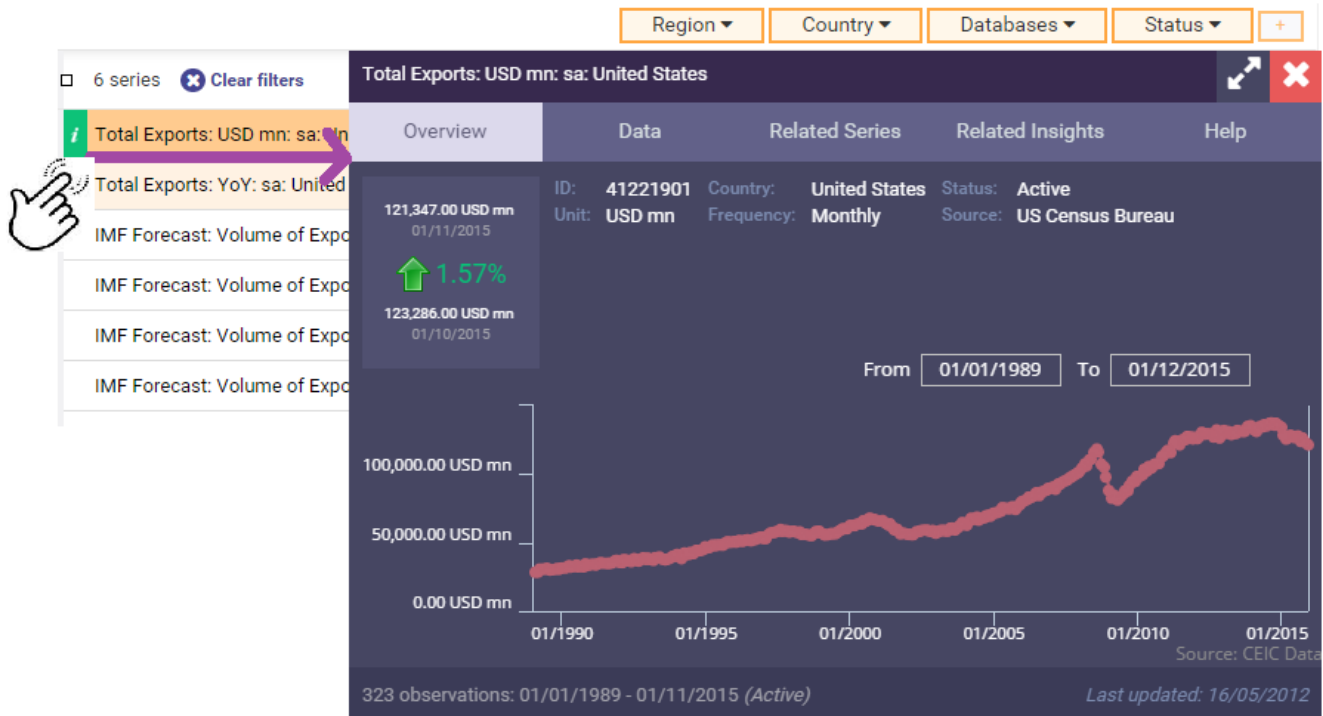 Region Country Databases Status +
6 series Clear filters
Total Exports: USD mn: sa: United States
i Total Exports: USD mn: sa:
Total Exports: YoY: sa: United
IMF Forecast: Volume of Expo
IMF Forecast: Volume of Expo
IMF Forecast: Volume of Expo
IMF Forecast: Volume of Expo
Overview Data Related Series Related Insights Help
121,347.00 USD mn
01/11/2015
1.57%
123,286.00 USD mn
01/10/2015
ID: 41221901 Country: United States Status: Active
Unit: USD mn Frequency: Monthly Source: US Census Bureau
From 01/01/1989 To 01/12/2015
100,000.00 USD mn
50,000.00 USD mn
0.00 USD mn
01/1990 01/1995 01/2000 01/2005 01/2010 01/2015
Source: CEIC Data
323 observations: 01/01/1989 - 01/11/2015 (Active) Last updated: 16/05/2012